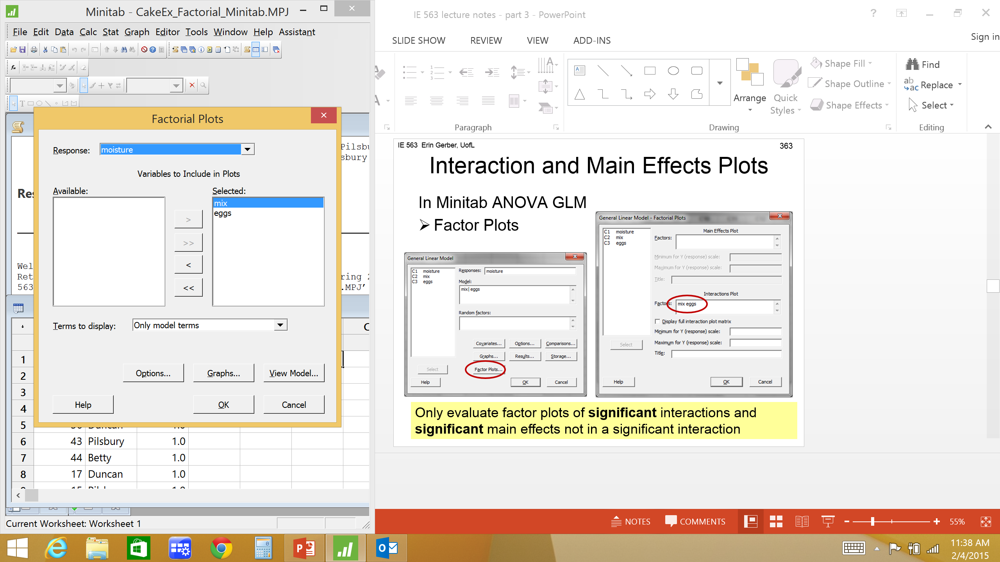 Minitab - CakeEx_Factorial_Minitab.MPJ
File Edit Data Calc Stat Graph Editor Tools Window Help Assistant
Factorial Plots
Response: moisture
Variables to Include in Plots
Available:
Selected:
mix
eggs
>
>>
<
<<
Terms to display: Only model terms
Options...
Graphs...
View Model...
Help
OK
Cancel
Pilsbu
sbury
Res
Wel
Ret
ring 2
563
.MPJ'
C
1
2
3
4
5
6 43 Pilsbury 1.0
7 44 Betty 1.0
8 17 Duncan 1.0
Current Worksheet: Worksheet 1
IE 563 lecture notes - part 3 - PowerPoint
SLIDE SHOW REVIEW VIEW ADD-INS
Sign in
Arrange
Quick Styles
Shape Fill
Shape Outline
Shape Effects
Find
Replace
Select
Paragraph
Drawing
Editing
IE 563 Erin Gerber, UofL
363
Interaction and Main Effects Plots
In Minitab ANOVA GLM
➢ Factor Plots
General Linear Model
C1 moisture
C2 mix
C3 eggs
Responses: moisture
Model:
mix| eggs
Random factors:
Covariates... Options... Comparisons...
Graphs... Results... Storage...
Select
Factor Plots...
Help
OK
Cancel
General Linear Model - Factorial Plots
C1 moisture
C2 mix
C3 eggs
Main Effects Plot
Factors:
Minimum for Y (response) scale:
Maximum for Y (response) scale:
Title:
Interactions Plot
Factors: mix eggs
Display full interaction plot matrix
Minimum for Y (response) scale:
Maximum for Y (response) scale:
Title:
Select
Help
OK
Cancel
Only evaluate factor plots of significant interactions and
significant main effects not in a significant interaction
NOTES
COMMENTS
55%
11:38 AM
2/4/2015